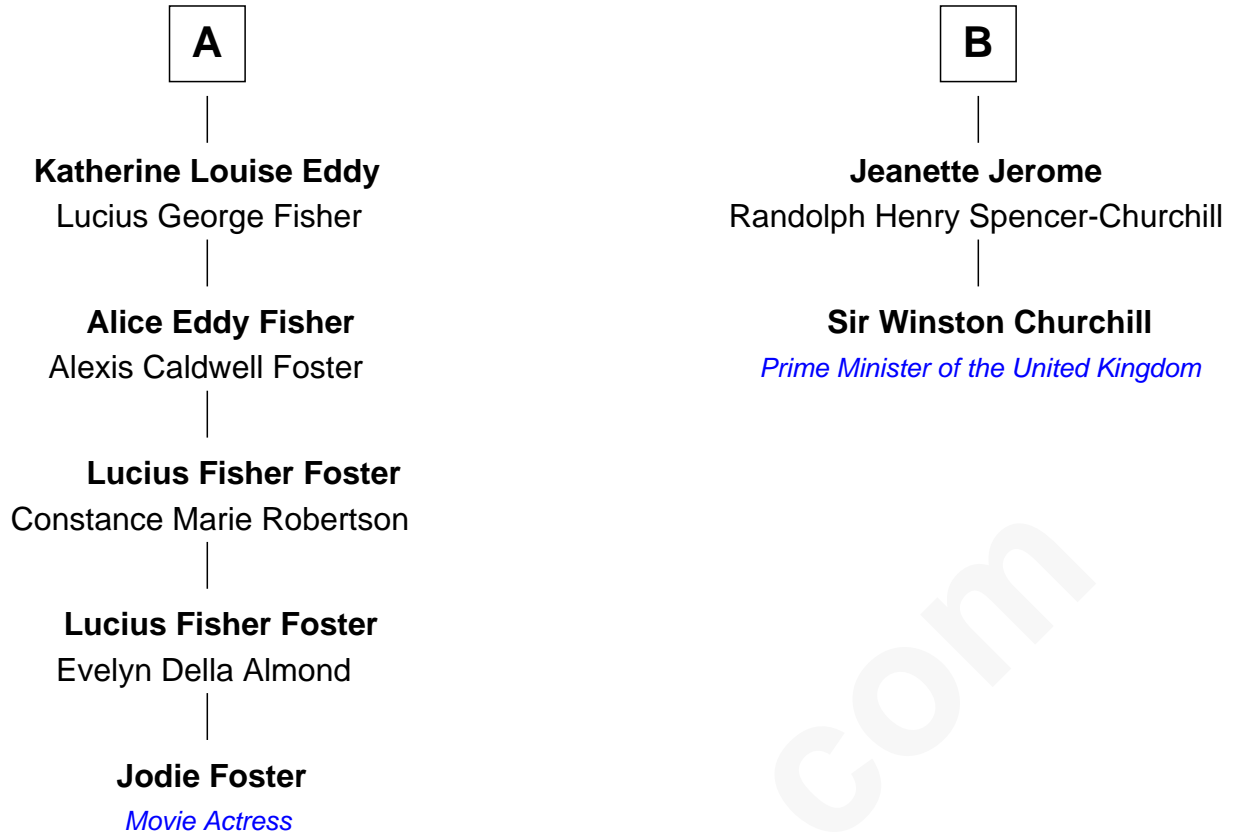 A
Katherine Louise Eddy
Lucius George Fisher
Alice Eddy Fisher
Alexis Caldwell Foster
Lucius Fisher Foster
Constance Marie Robertson
Lucius Fisher Foster
Evelyn Della Almond
Jodie Foster
Movie Actress
B
Jeanette Jerome
Randolph Henry Spencer-Churchill
Sir Winston Churchill
Prime Minister of the United Kingdom
com